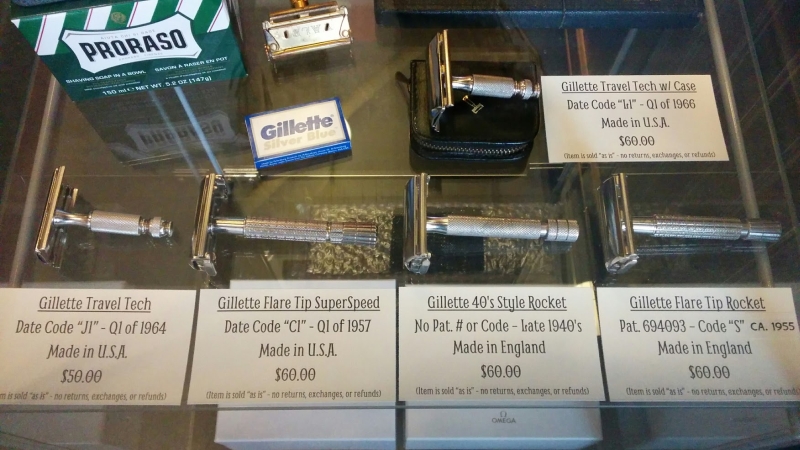 PRORASO
SHAVING SOAP IN A BOWL SAVON À RASER EN POT
150 ml e NET WT. 5.2 OZ (147g)
Gillette
Silver Blue
Gillette Travel Tech w/ Case
Date Code "L1" - Q1 of 1966
Made in U.S.A.
$60.00
(Item is sold "as is" - no returns, exchanges, or refunds)
Gillette Travel Tech
Date Code "J1" - Q1 of 1964
Made in U.S.A.
$50.00
(Item is sold "as is" - no returns, exchanges, or refunds)
Gillette Flare Tip SuperSpeed
Date Code "C1" - Q1 of 1957
Made in U.S.A.
$60.00
(Item is sold "as is" - no returns, exchanges, or refunds)
Gillette 40's Style Rocket
No Pat. # or Code - Late 1940's
Made in England
$60.00
(Item is sold "as is" - no returns, exchanges, or refunds)
Gillette Flare Tip Rocket
Pat. 694093 - Code "S" CA. 1955
Made in England
$60.00
(Item is sold "as is" - no returns, exchanges, or refunds)
OMEGA